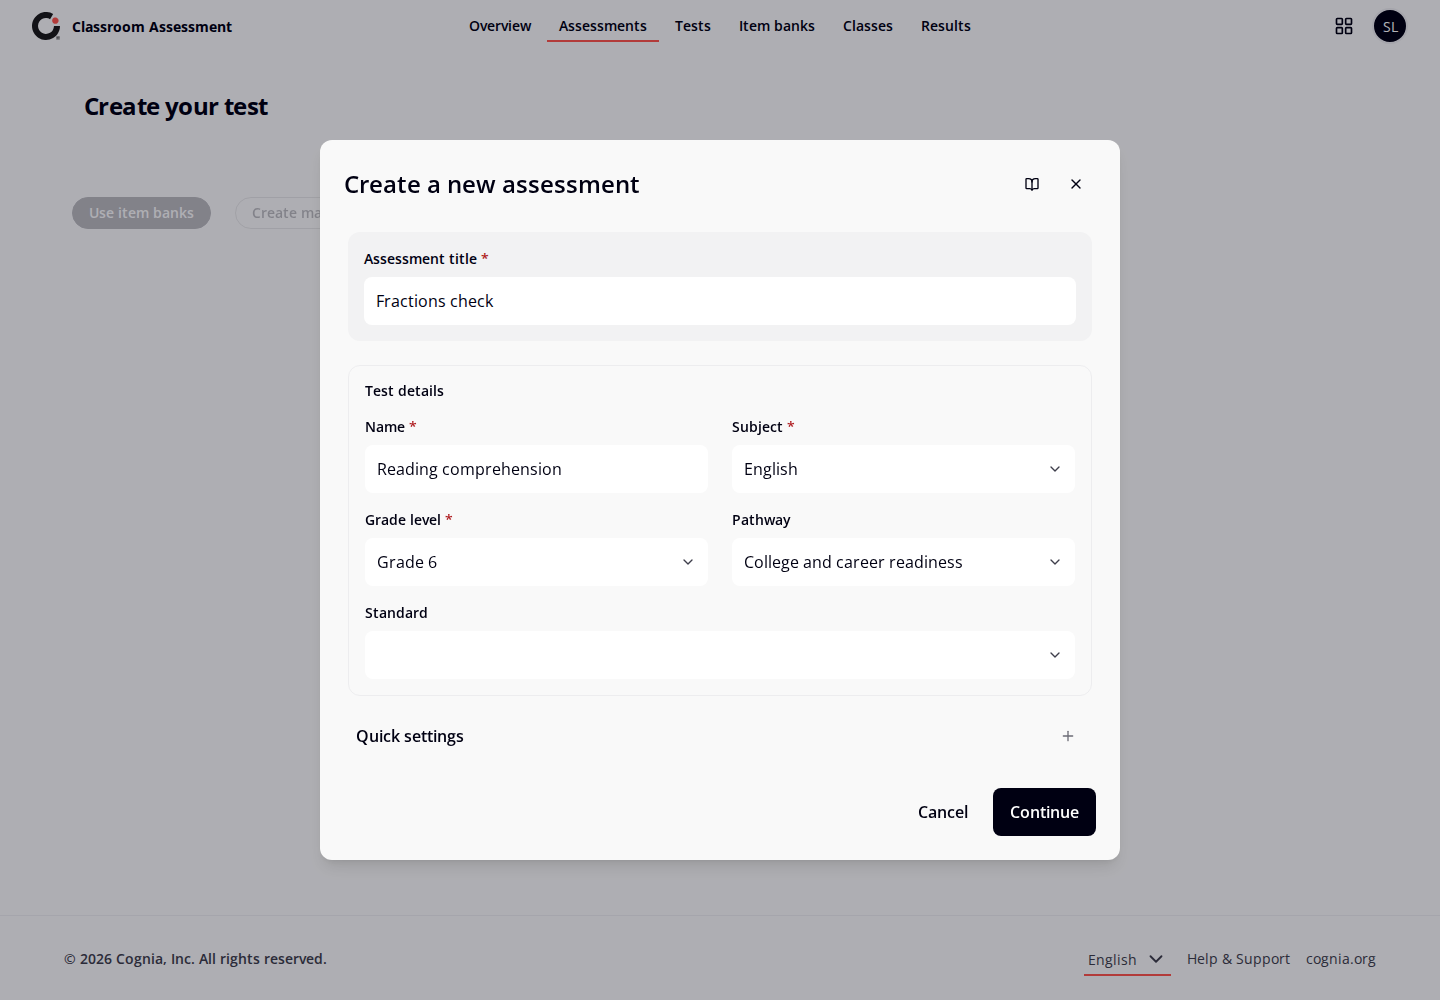 Classroom Assessment
Overview
Assessments
Tests
Item banks
Classes
Results
SL
Create your test
Use item banks
Create ma
Create a new assessment
Assessment title *
Fractions check
Test details
Name *
Subject *
Reading comprehension
English
Grade level *
Pathway
Grade 6
College and career readiness
Standard
Quick settings
Cancel
Continue
© 2026 Cognia, Inc. All rights reserved.
English
Help & Support
cognia.org